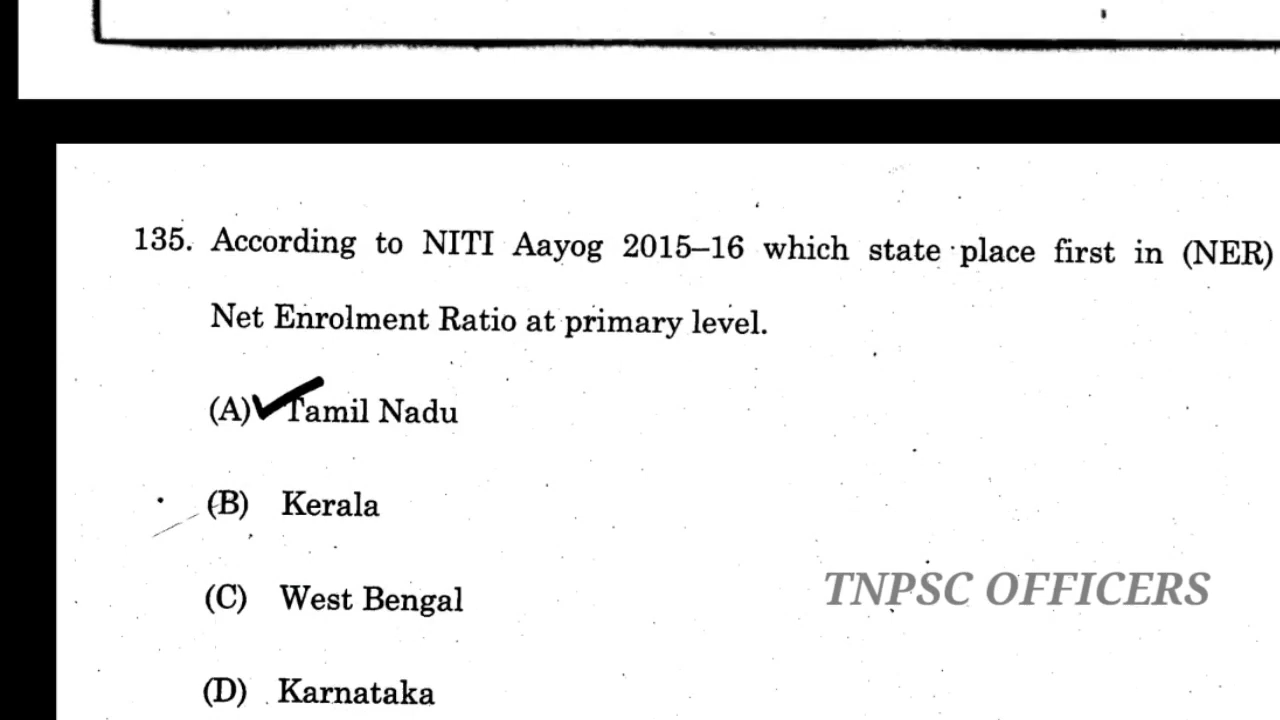 135. According to NITI Aayog 2015–16 which state place first in (NER)
Net Enrolment Ratio at primary level.
(A) Tamil Nadu
(B) Kerala
(C) West Bengal
TNPSC OFFICERS
(D) Karnataka